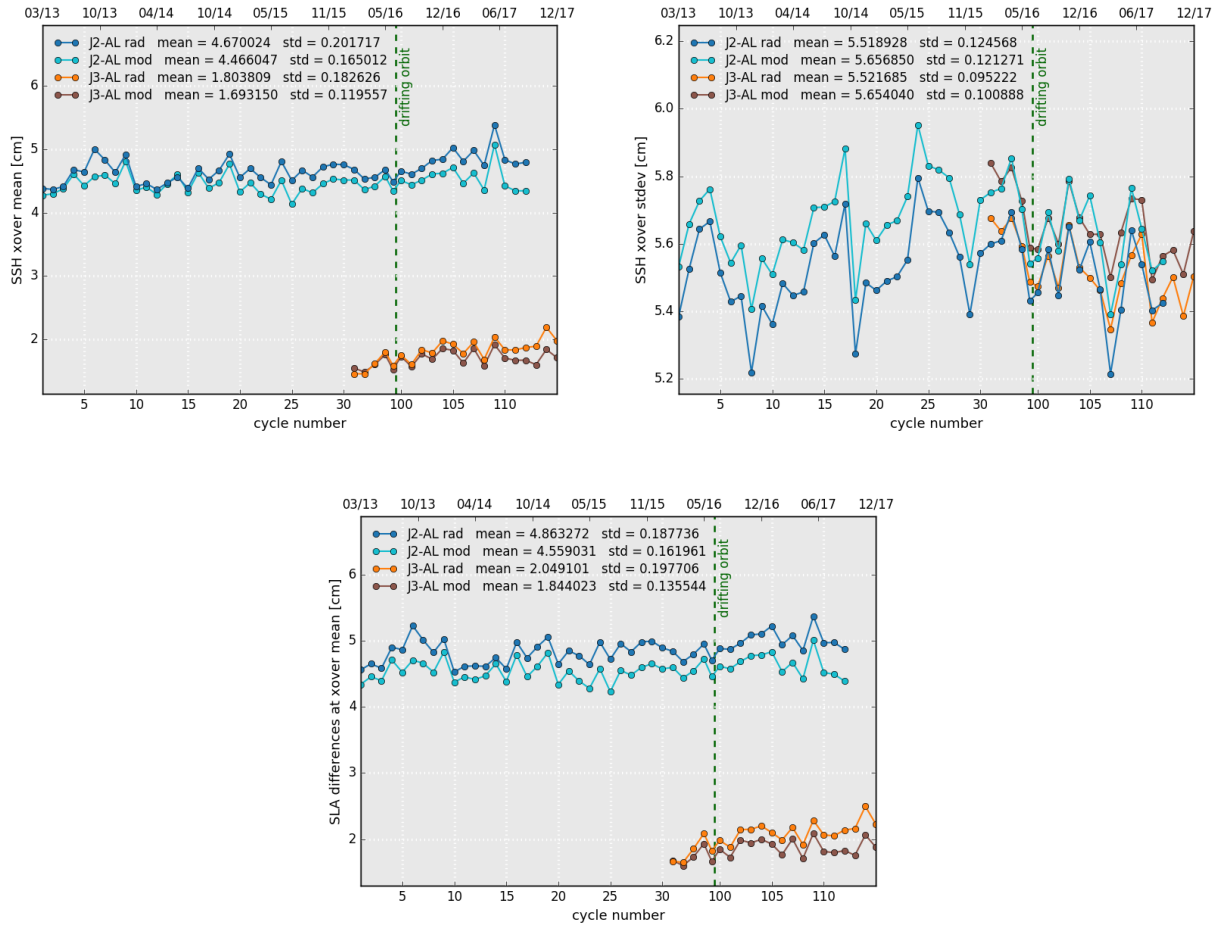 03/13 10/13 04/14 10/14 05/15 11/15 05/16 12/16 06/17 12/17
J2-AL rad mean = 4.670024 std = 0.201717
J2-AL mod mean = 4.466047 std = 0.165012
J3-AL rad mean = 1.803809 std = 0.182626
J3-AL mod mean = 1.693150 std = 0.119557
drifting orbit
SSH xover mean [cm]
6
5
4
3
2
5 10 15 20 25 30 100 105 110
cycle number
03/13 10/13 04/14 10/14 05/15 11/15 05/16 12/16 06/17 12/17
J2-AL rad mean = 5.518928 std = 0.124568
J2-AL mod mean = 5.656850 std = 0.121271
J3-AL rad mean = 5.521685 std = 0.095222
J3-AL mod mean = 5.654040 std = 0.100888
drifting orbit
SSH xover stdev [cm]
6.2
6.0
5.8
5.6
5.4
5.2
5 10 15 20 25 30 100 105 110
cycle number
03/13 10/13 04/14 10/14 05/15 11/15 05/16 12/16 06/17 12/17
J2-AL rad mean = 4.863272 std = 0.187736
J2-AL mod mean = 4.559031 std = 0.161961
J3-AL rad mean = 2.049101 std = 0.197706
J3-AL mod mean = 1.844023 std = 0.135544
drifting orbit
SLA differences at xover mean [cm]
6
5
4
3
2
5 10 15 20 25 30 100 105 110
cycle number